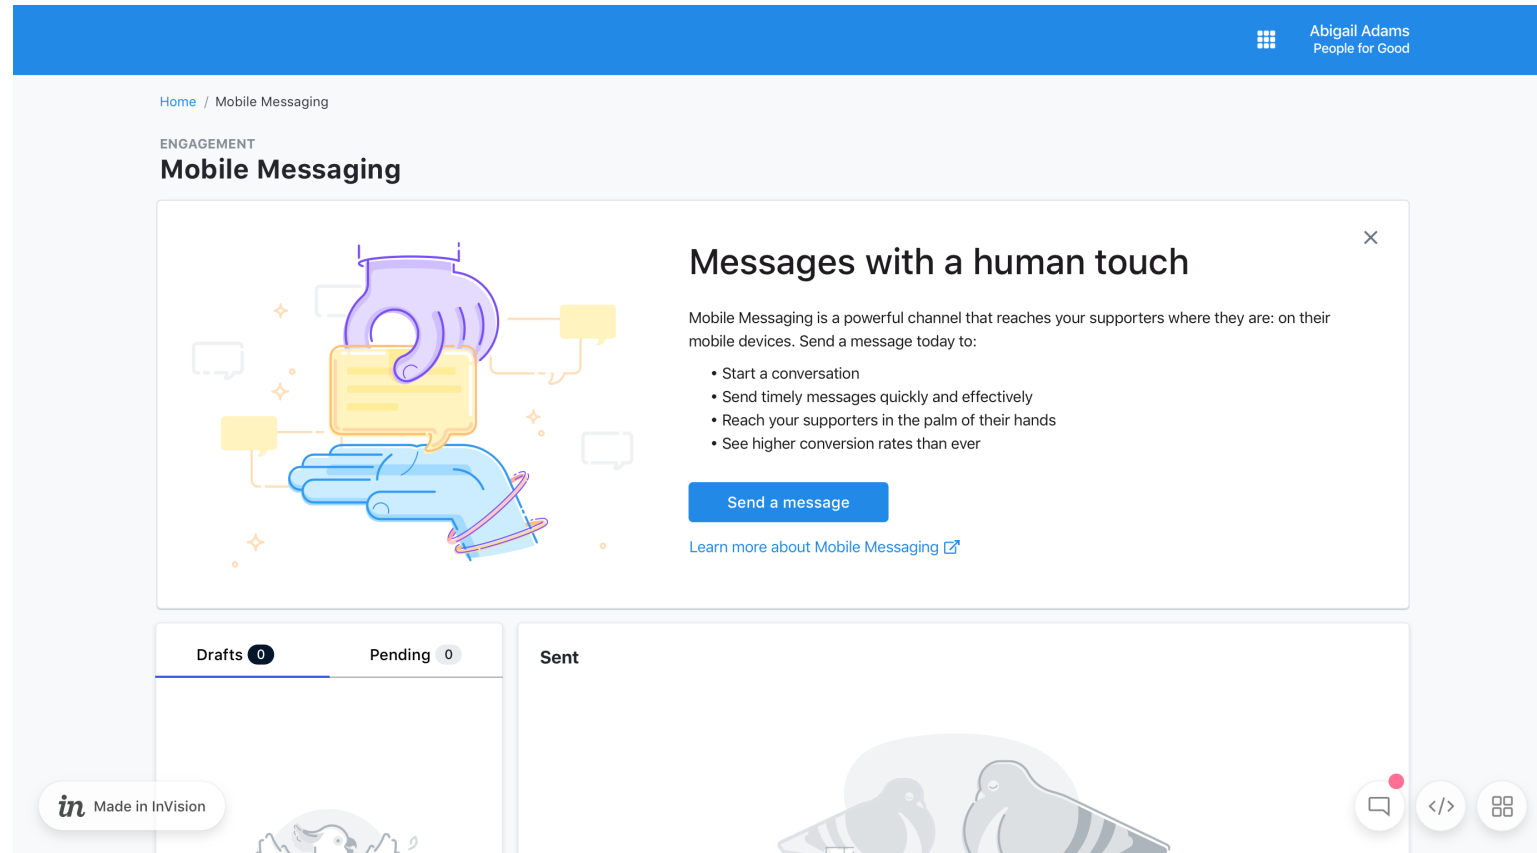 Abigail Adams
People for Good
Home / Mobile Messaging
ENGAGEMENT
Mobile Messaging
Messages with a human touch
Mobile Messaging is a powerful channel that reaches your supporters where they are: on their
mobile devices. Send a message today to:
• Start a conversation
• Send timely messages quickly and effectively
• Reach your supporters in the palm of their hands
• See higher conversion rates than ever
Send a message
Learn more about Mobile Messaging
Drafts 0
Pending 0
Sent
in Made in InVision
</>